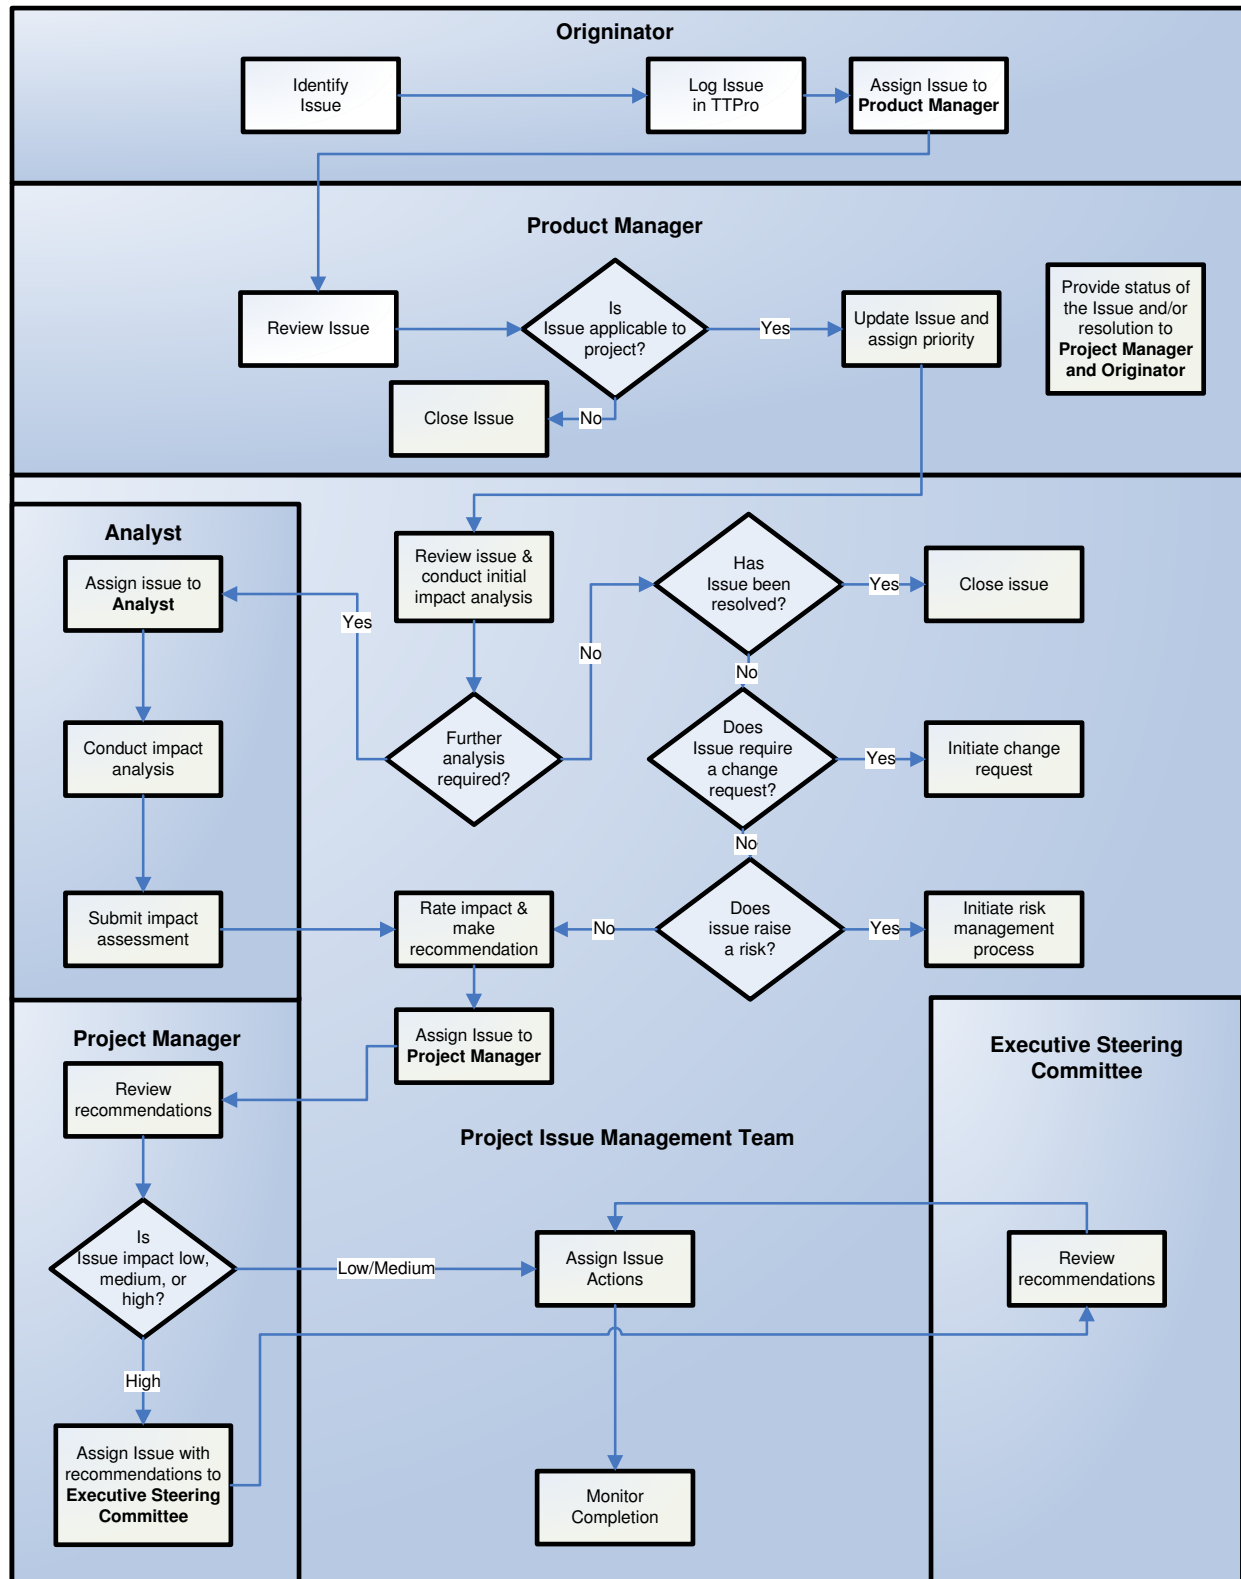 Origninator
Identify
Issue
Log Issue
in TTPro
Assign Issue to
Product Manager
Product Manager
Review Issue
Is
Issue applicable to
project?
Yes
Update Issue and
assign priority
Provide status of
the Issue and/or
resolution to
Project Manager
and Originator
Close Issue
No
Analyst
Assign issue to
Analyst
Yes
Review issue &
conduct initial
impact analysis
No
Has
Issue been
resolved?
Yes
Close issue
No
Conduct impact
analysis
Further
analysis
required?
Does
Issue require
a change
request?
Yes
Initiate change
request
No
Submit impact
assessment
Rate impact &
make
recommendation
No
Does
issue raise
a risk?
Yes
Initiate risk
management
process
Assign Issue to
Project Manager
Project Manager
Review
recommendations
Executive Steering
Committee
Project Issue Management Team
Is
Issue impact low,
medium, or
high?
Low/Medium
Assign Issue
Actions
Review
recommendations
High
Assign Issue with
recommendations to
Executive Steering
Committee
Monitor
Completion